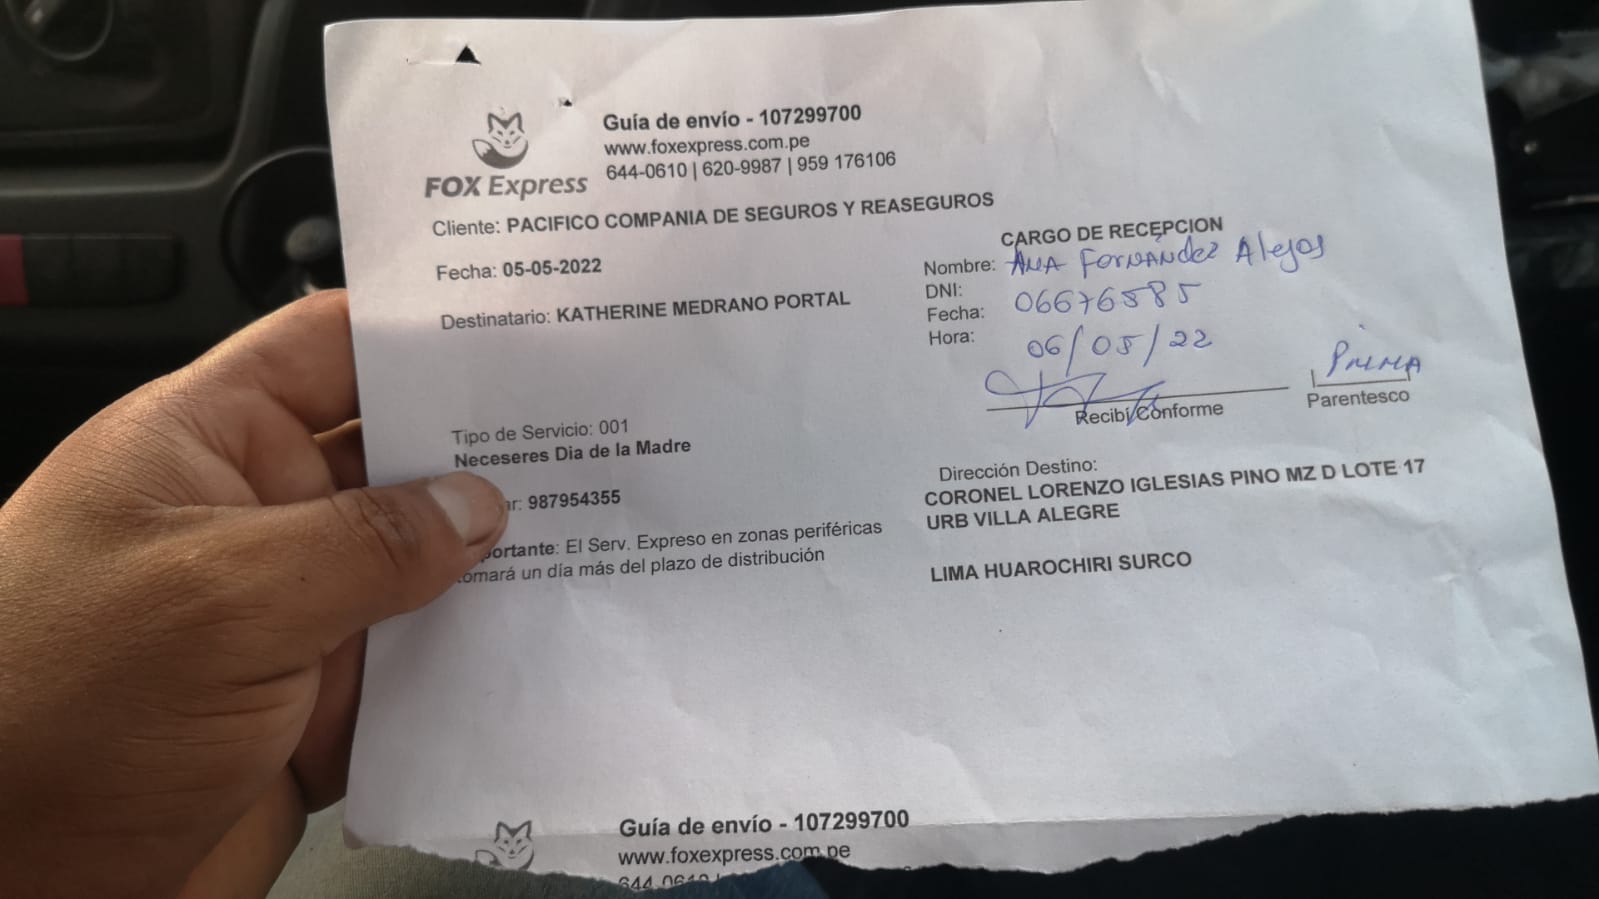 Guía de envío - 107299700
www.foxexpress.com.pe
644-0610 | 620-9987 | 959 176106
FOX Express
Cliente: PACIFICO COMPANIA DE SEGUROS Y REASEGUROS
Fecha: 05-05-2022
Destinatario: KATHERINE MEDRANO PORTAL
CARGO DE RECEPCION
Nombre: ANA FERNÁNDEZ Alejos
DNI: 06676585
Fecha: 06/05/22
Hora:
Recibí Conforme
PRIMA
Parentesco
Tipo de Servicio: 001
Neceseres Dia de la Madre
987954355
El Serv. Expreso en zonas periféricas
un día más del plazo de distribución
Dirección Destino:
CORONEL LORENZO IGLESIAS PINO MZ D LOTE 17
URB VILLA ALEGRE
LIMA HUAROCHIRI SURCO
Guía de envío - 107299700
www.foxexpress.com.pe